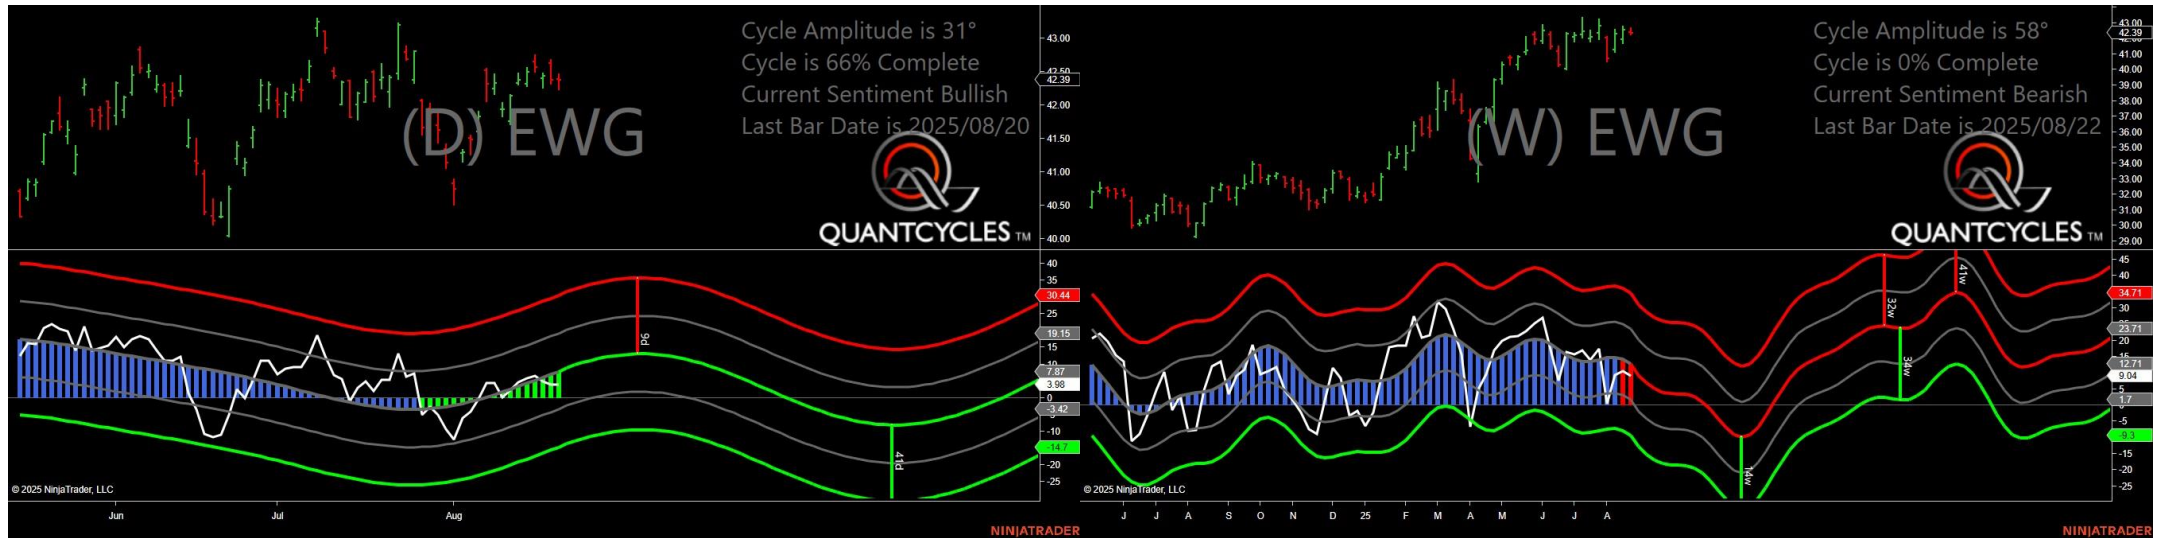 Cycle Amplitude is 31°
Cycle is 66% Complete
Current Sentiment Bullish
Last Bar Date is 2025/08/20
(D) EWG
QUANTCYCLES TM
43.00
42.50
42.39
42.00
41.50
41.00
40.50
40.00
40
35
30.44
25
19.15
15
10
7.87
3.98
0
-3.42
-10
-14.7
-20
-25
9d
41d
© 2025 NinjaTrader, LLC
Jun Jul Aug
NINJATRADER
Cycle Amplitude is 58°
Cycle is 0% Complete
Current Sentiment Bearish
Last Bar Date is 2025/08/22
(W) EWG
QUANTCYCLES TM
43.00
42.39
41.00
40.00
39.00
38.00
37.00
36.00
35.00
34.00
33.00
32.00
31.00
30.00
29.00
45
40
34.71
30
23.71
20
15
12.71
9.04
5
1.7
-5
-9.3
-15
-20
-25
32w
41w
34w
14w
© 2025 NinjaTrader, LLC
J J A S O N D 25 F M A M J J A
NINJATRADER